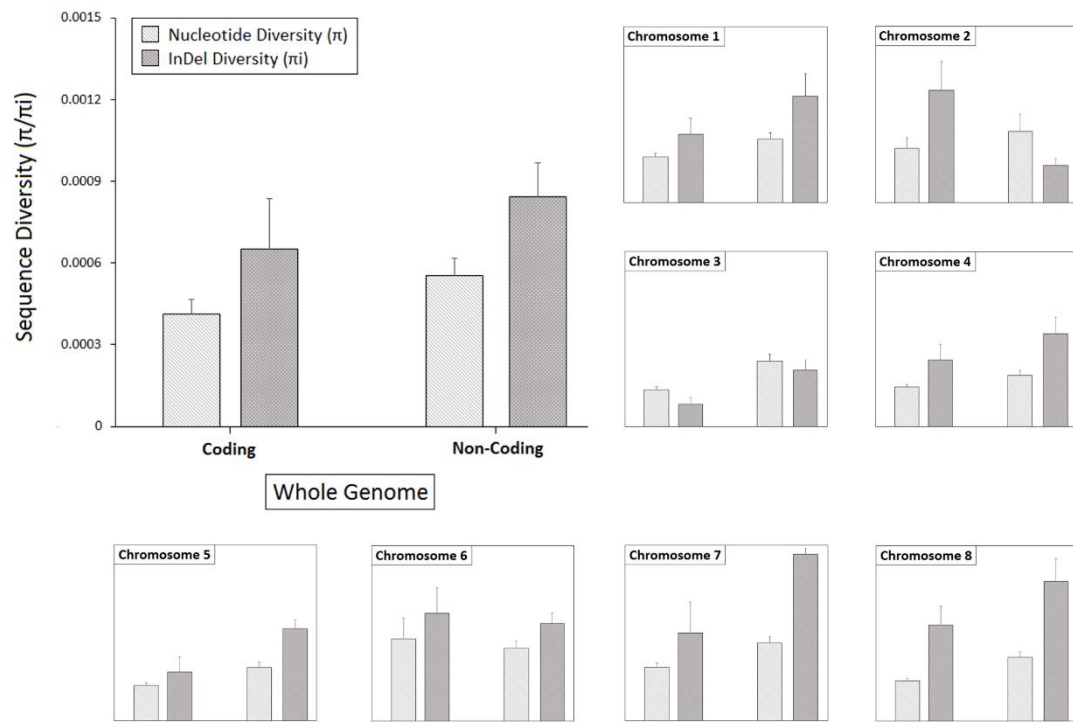 Sequence Diversity (π/πi)
0.0015
0.0012
0.0009
0.0006
0.0003
0
Nucleotide Diversity (π)
InDel Diversity (πi)
Coding
Non-Coding
Whole Genome
Chromosome 1
Chromosome 2
Chromosome 3
Chromosome 4
Chromosome 5
Chromosome 6
Chromosome 7
Chromosome 8